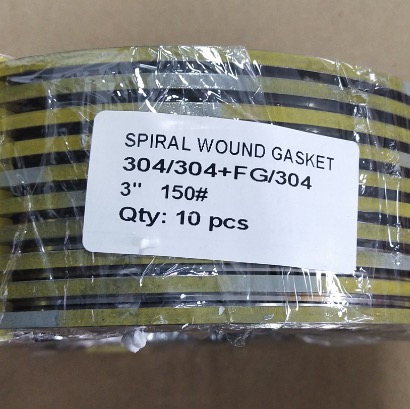 SPIRAL WOUND GASKET
304/304+FG/304
3" 150#
Qty: 10 pcs